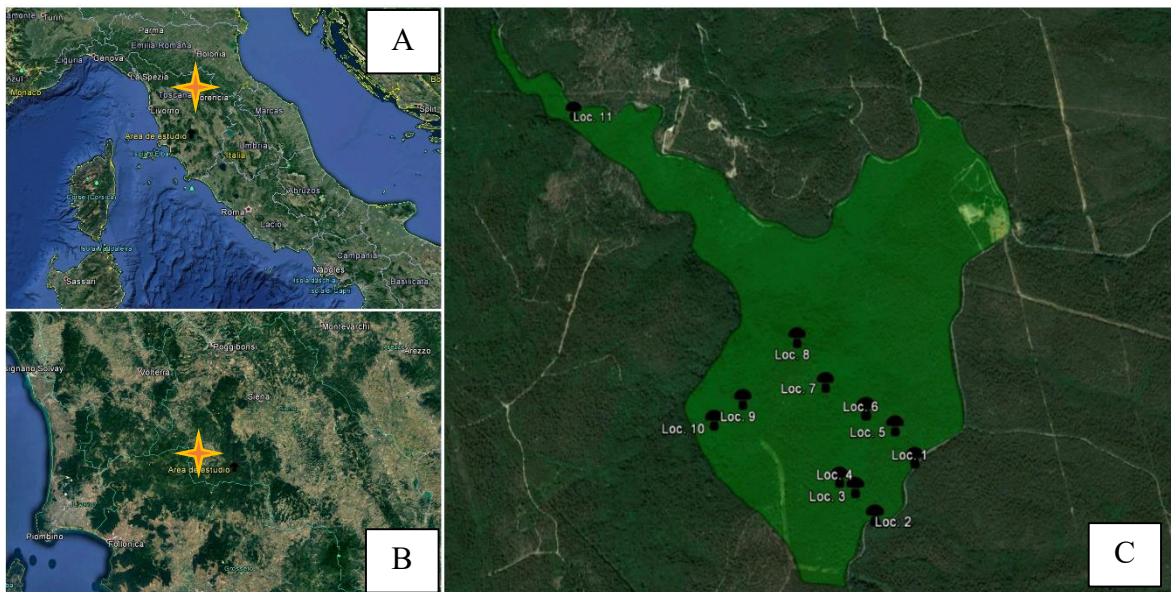 A
Parma
Emilia Romaña
Bolonia
Genova
Liguria
La Spezia
Mónaco
Toscana
Livorno
Marcas
Split
Area de estudio
Umbria
Italia
Abruzos
Roma
Lacio
Campania
Nápoles
Isola di Capri
Basilicata
Sassari
B
Montevarchi
Poggibonsi
Arezzo
Volterra
Siena
Area de estudio
Piombino
Follonica
C
Loc. 11
Loc. 8
Loc. 7
Loc. 9
Loc. 6
Loc. 10
Loc. 5
Loc. 1
Loc. 4
Loc. 3
Loc. 2